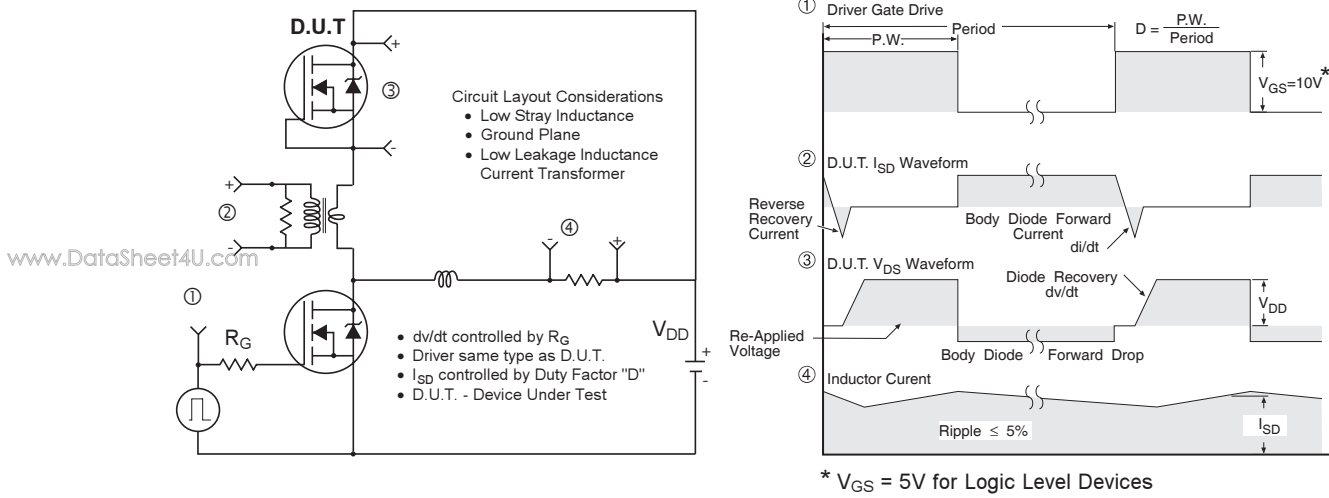 D.U.T
+
③
-
Circuit Layout Considerations
• Low Stray Inductance
• Ground Plane
• Low Leakage Inductance
Current Transformer
+
②
-
www.DataSheet4U.com
-
④
+
①
R_G
V_DD
+
-
• dv/dt controlled by R_G
• Driver same type as D.U.T.
• I_SD controlled by Duty Factor "D"
• D.U.T. - Device Under Test
① Driver Gate Drive
P.W.
Period
D = P.W.
Period
V_GS=10V *
② D.U.T. I_SD Waveform
Reverse
Recovery
Current
Body Diode Forward
Current
di/dt
③ D.U.T. V_DS Waveform
Diode Recovery
dv/dt
V_DD
Re-Applied
Voltage
Body Diode Forward Drop
④ Inductor Curent
Ripple ≤ 5%
I_SD
* V_GS = 5V for Logic Level Devices